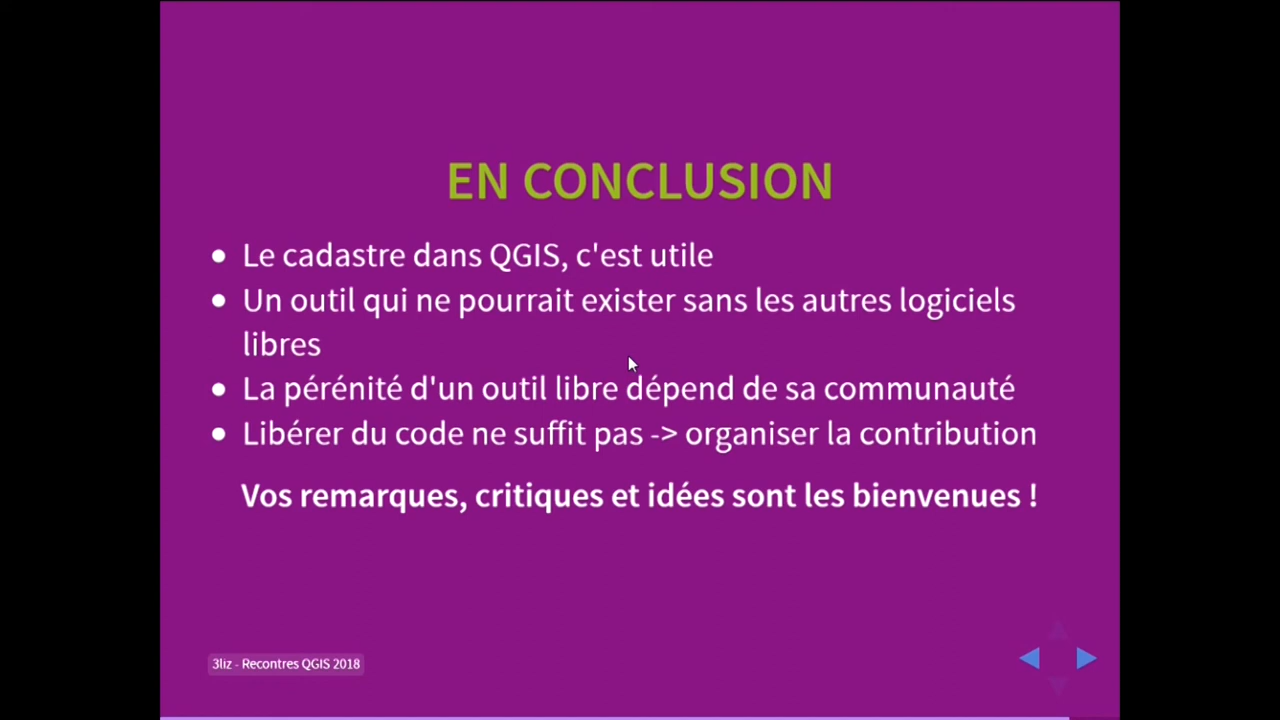 EN CONCLUSION
Le cadastre dans QGIS, c'est utile
Un outil qui ne pourrait exister sans les autres logiciels
libres
La pérénité d'un outil libre dépend de sa communauté
Libérer du code ne suffit pas -> organiser la contribution
Vos remarques, critiques et idées sont les bienvenues !
3liz - Recontres QGIS 2018